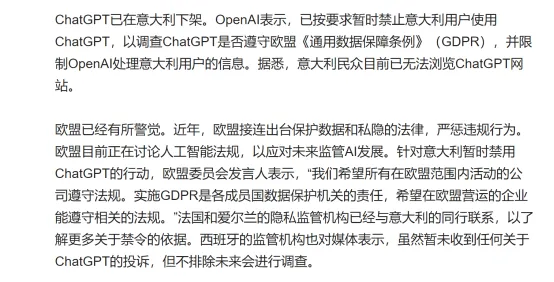 ChatGPT已在意大利下架。OpenAI表示，已按要求暂时禁止意大利用户使用
ChatGPT，以调查ChatGPT是否遵守欧盟《通用数据保障条例》（GDPR），并限
制OpenAI处理意大利用户的信息。据悉，意大利民众目前已无法浏览ChatGPT网
站。
欧盟已经有所警觉。近年，欧盟接连出台保护数据和私隐的法律，严惩违规行为。
欧盟目前正在讨论人工智能法规，以应对未来监管AI发展。针对意大利暂时禁用
ChatGPT的行动，欧盟委员会发言人表示，“我们希望所有在欧盟范围内活动的公
司遵守法规。实施GDPR是各成员国数据保护机关的责任，希望在欧盟营运的企业
能遵守相关的法规。”法国和爱尔兰的隐私监管机构已经与意大利的同行联系，以了
解更多关于禁令的依据。西班牙的监管机构也对媒体表示，虽然暂未收到任何关于
ChatGPT的投诉，但不排除未来会进行调查。